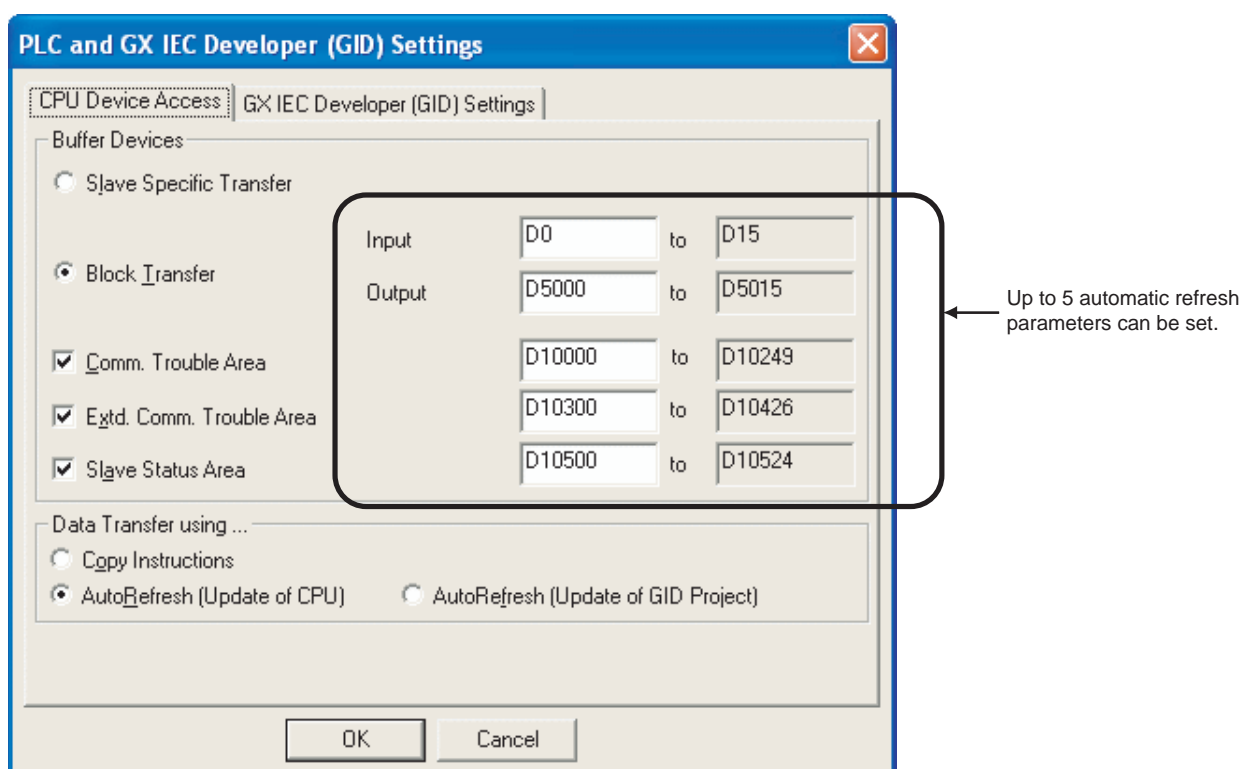 PLC and GX IEC Developer (GID) Settings
CPU Device Access
GX IEC Developer (GID) Settings
Buffer Devices
Slave Specific Transfer
Input D0 to D15
Block Transfer
Output D5000 to D5015
Up to 5 automatic refresh
parameters can be set.
Comm. Trouble Area D10000 to D10249
Extd. Comm. Trouble Area D10300 to D10426
Slave Status Area D10500 to D10524
Data Transfer using ...
Copy Instructions
AutoRefresh (Update of CPU) AutoRefresh (Update of GID Project)
OK Cancel